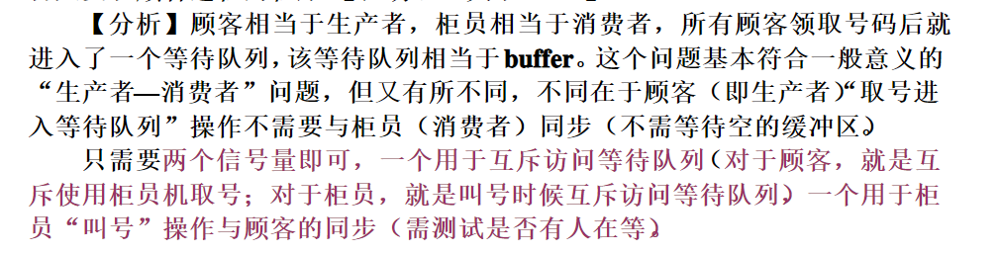 【分析】顾客相当于生产者，柜员相当于消费者，所有顾客领取号码后就
进入了一个等待队列，该等待队列相当于buffer。这个问题基本符合一般意义的
“生产者—消费者”问题，但又有所不同，不同在于顾客（即生产者）“取号进
入等待队列”操作不需要与柜员（消费者）同步（不需等待空的缓冲区）。
只需要两个信号量即可，一个用于互斥访问等待队列（对于顾客，就是互
斥使用柜员机取号；对于柜员，就是叫号时候互斥访问等待队列），一个用于柜
员“叫号”操作与顾客的同步（需测试是否有人在等）。